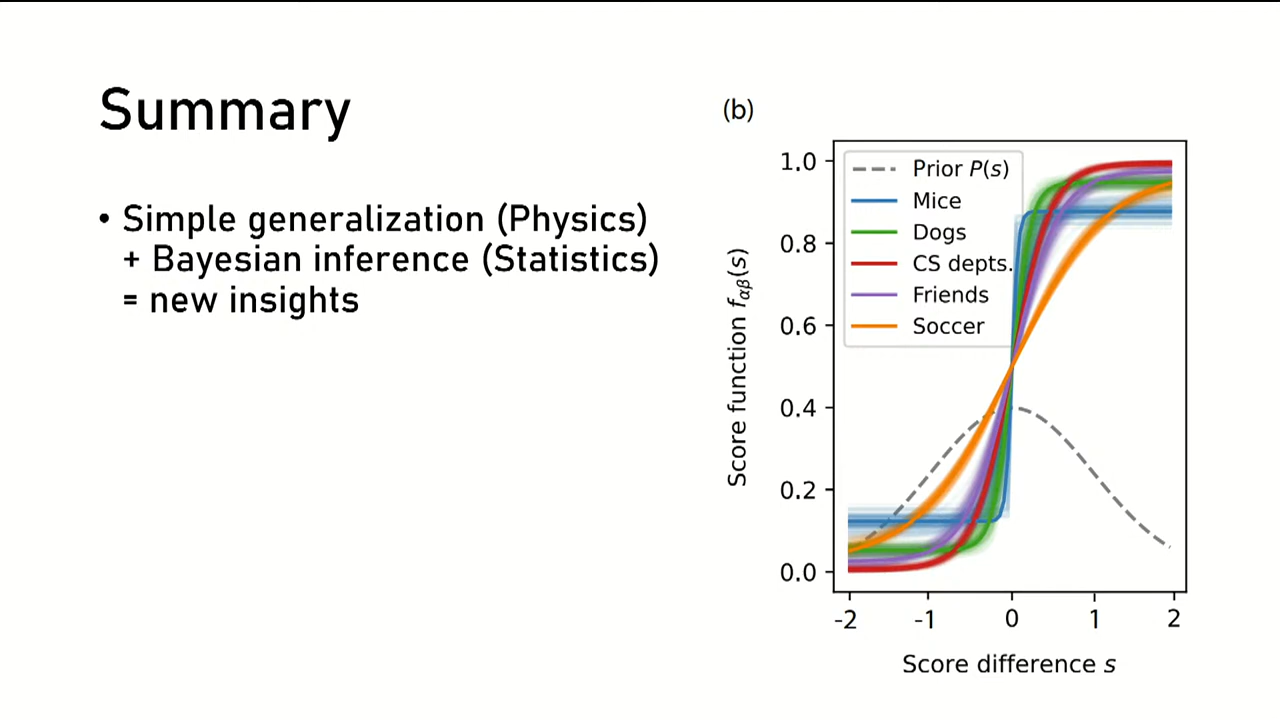 Summary
• Simple generalization (Physics)
+ Bayesian inference (Statistics)
= new insights
(b)
Score function fαβ(s)
1.0
0.8
0.6
0.4
0.2
0.0
Prior P(s)
Mice
Dogs
CS depts.
Friends
Soccer
-2 -1 0 1 2
Score difference s